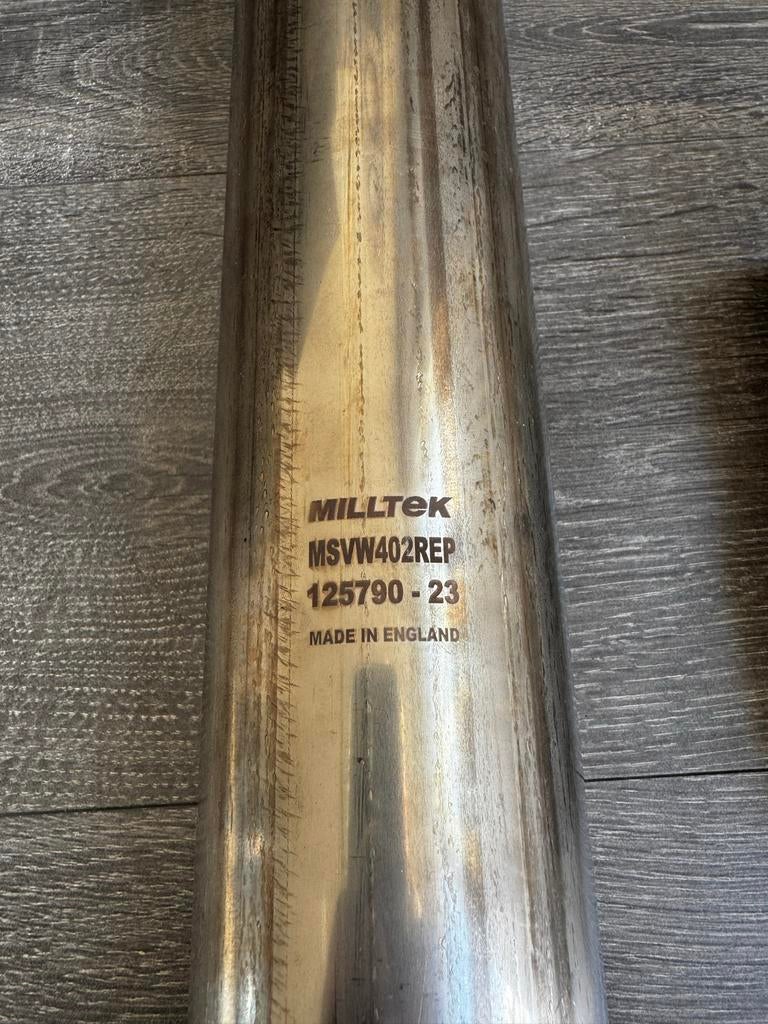 MILLTeK
MSVW402REP
125790 - 23
MADE IN ENGLAND